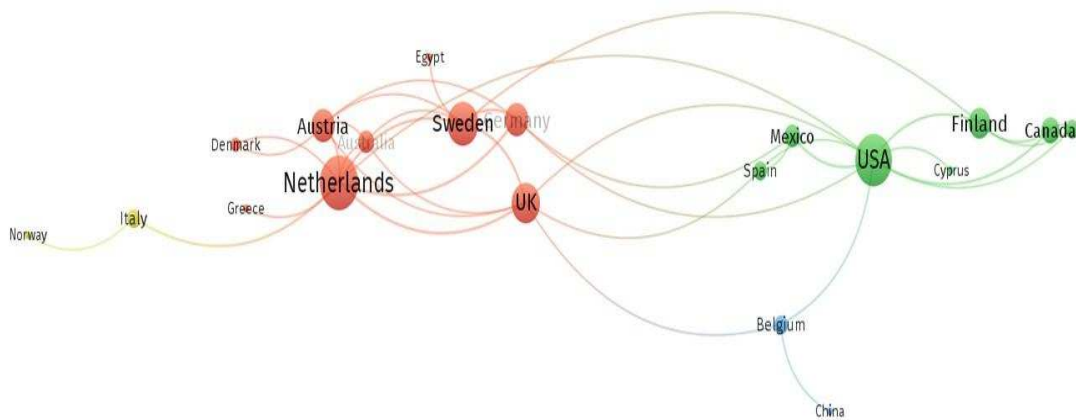 Egypt
Austria
Sweden
Germany
Denmark
Australia
Netherlands
Greece
UK
Italy
Norway
Mexico
Spain
USA
Cyprus
Finland
Canada
Belgium
China